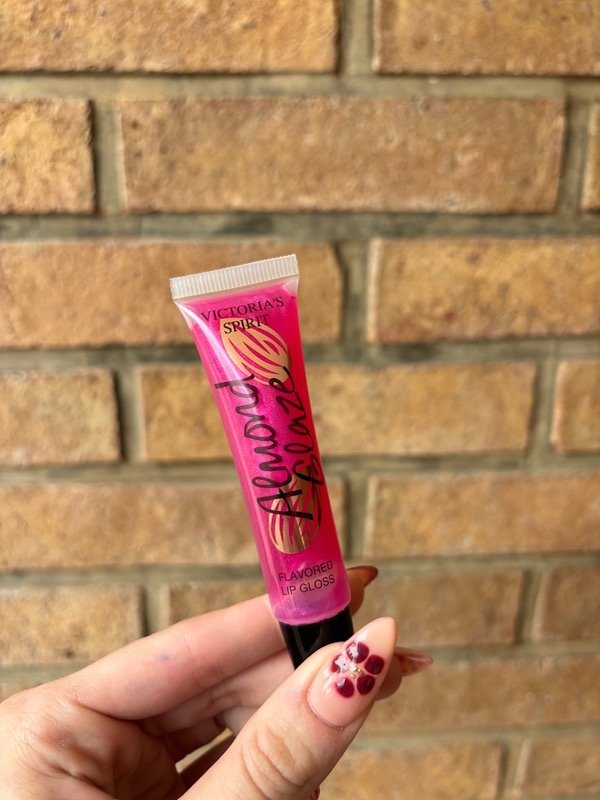 VICTORIA'S
SPIRIT
Almond
Glaze
FLAVORED
LIP GLOSS